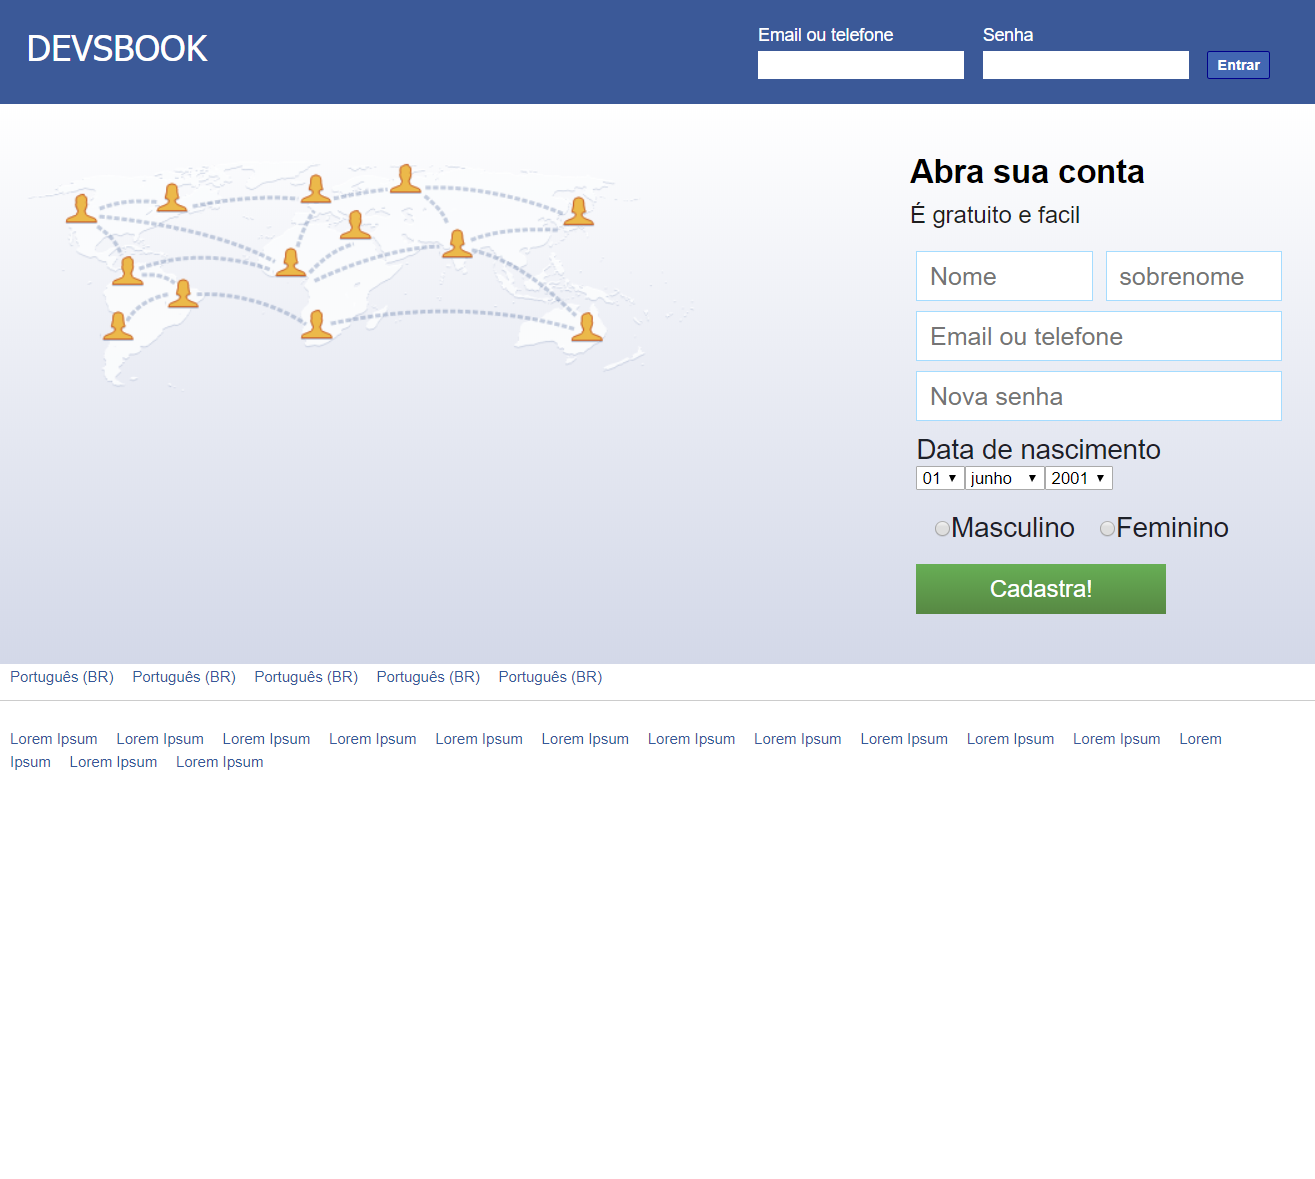 DEVSBOOK
Email ou telefone
Senha
Entrar
Abra sua conta
É gratuito e facil
Nome
sobrenome
Email ou telefone
Nova senha
Data de nascimento
01 junho 2001
Masculino Feminino
Cadastra!
Português (BR) Português (BR) Português (BR) Português (BR) Português (BR)
Lorem Ipsum Lorem Ipsum Lorem Ipsum Lorem Ipsum Lorem Ipsum Lorem Ipsum Lorem Ipsum Lorem Ipsum Lorem Ipsum Lorem Ipsum Lorem Ipsum Lorem
Ipsum Lorem Ipsum Lorem Ipsum